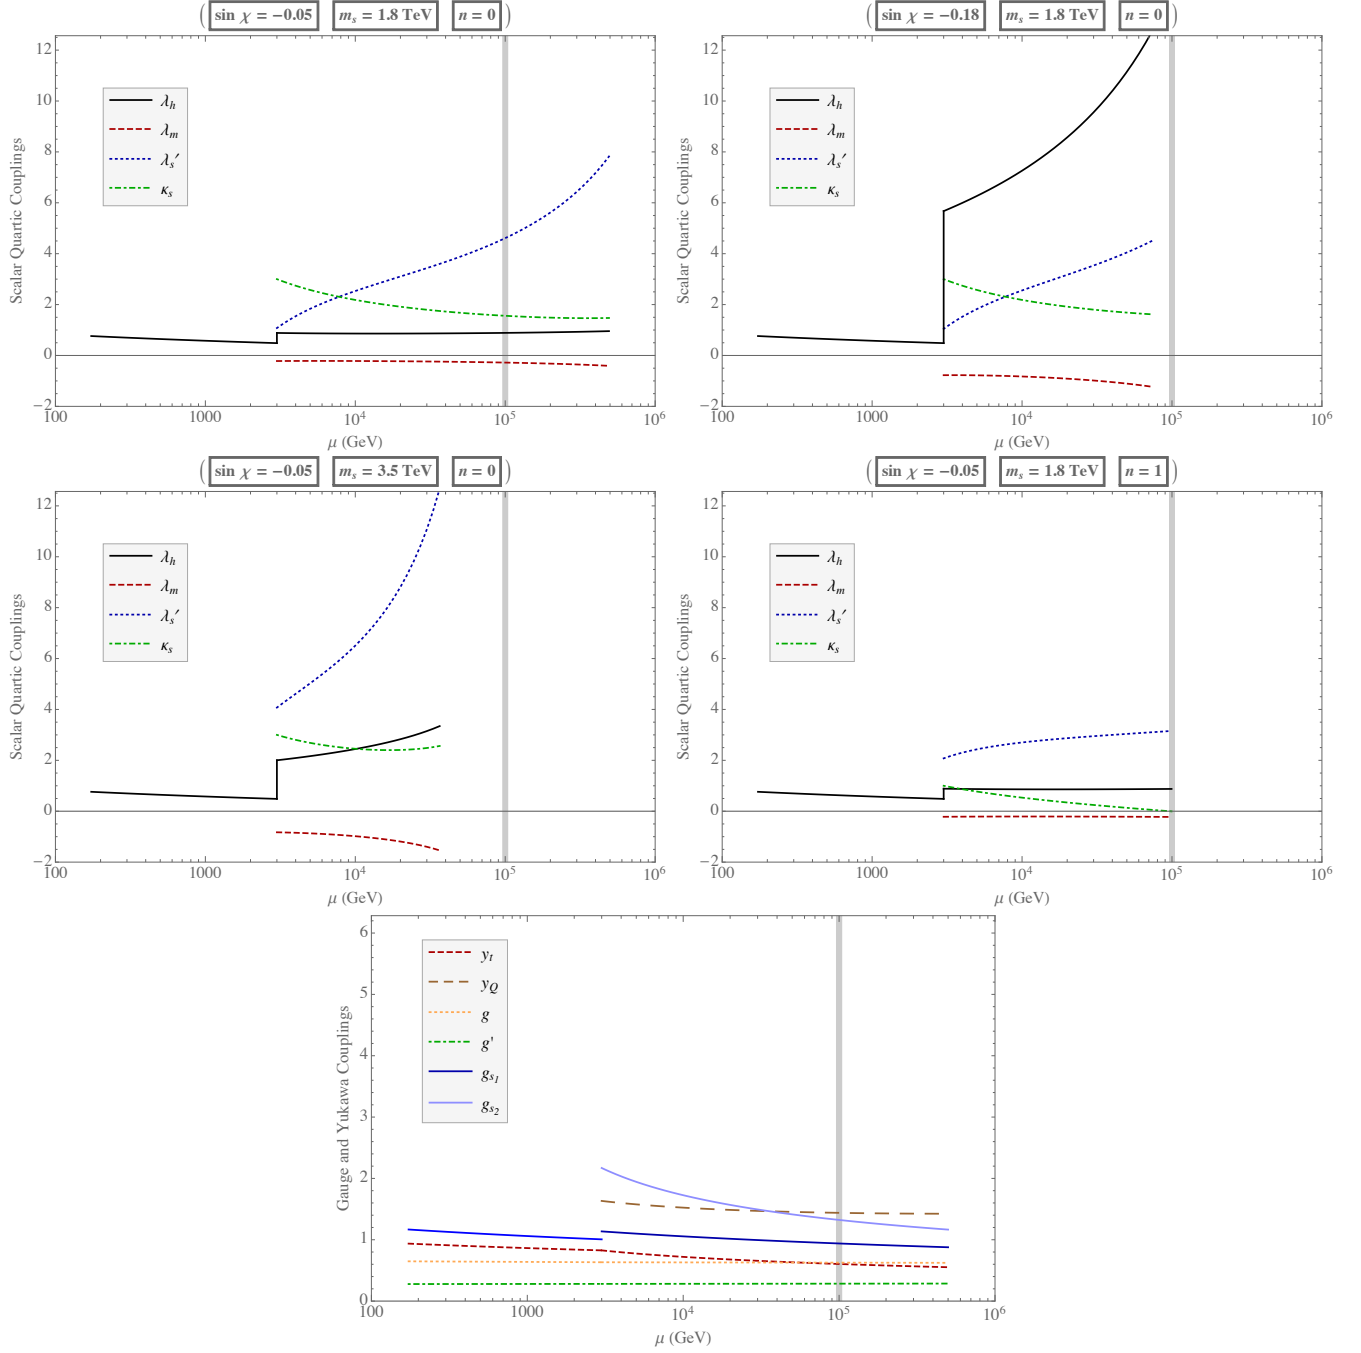 ( sin χ = −0.05 m_s = 1.8 TeV n = 0 )
12
10
8
6
4
2
0
−2
Scalar Quartic Couplings
λ_h
λ_m
λ_s′
κ_s
100 1000 10^4 10^5 10^6
μ (GeV)
( sin χ = −0.18 m_s = 1.8 TeV n = 0 )
12
10
8
6
4
2
0
−2
Scalar Quartic Couplings
λ_h
λ_m
λ_s′
κ_s
100 1000 10^4 10^5 10^6
μ (GeV)
( sin χ = −0.05 m_s = 3.5 TeV n = 0 )
12
10
8
6
4
2
0
−2
Scalar Quartic Couplings
λ_h
λ_m
λ_s′
κ_s
100 1000 10^4 10^5 10^6
μ (GeV)
( sin χ = −0.05 m_s = 1.8 TeV n = 1 )
12
10
8
6
4
2
0
−2
Scalar Quartic Couplings
λ_h
λ_m
λ_s′
κ_s
100 1000 10^4 10^5 10^6
μ (GeV)
6
5
4
3
2
1
0
Gauge and Yukawa Couplings
y_t
y_Q
g
g'
g_{s_1}
g_{s_2}
100 1000 10^4 10^5 10^6
μ (GeV)